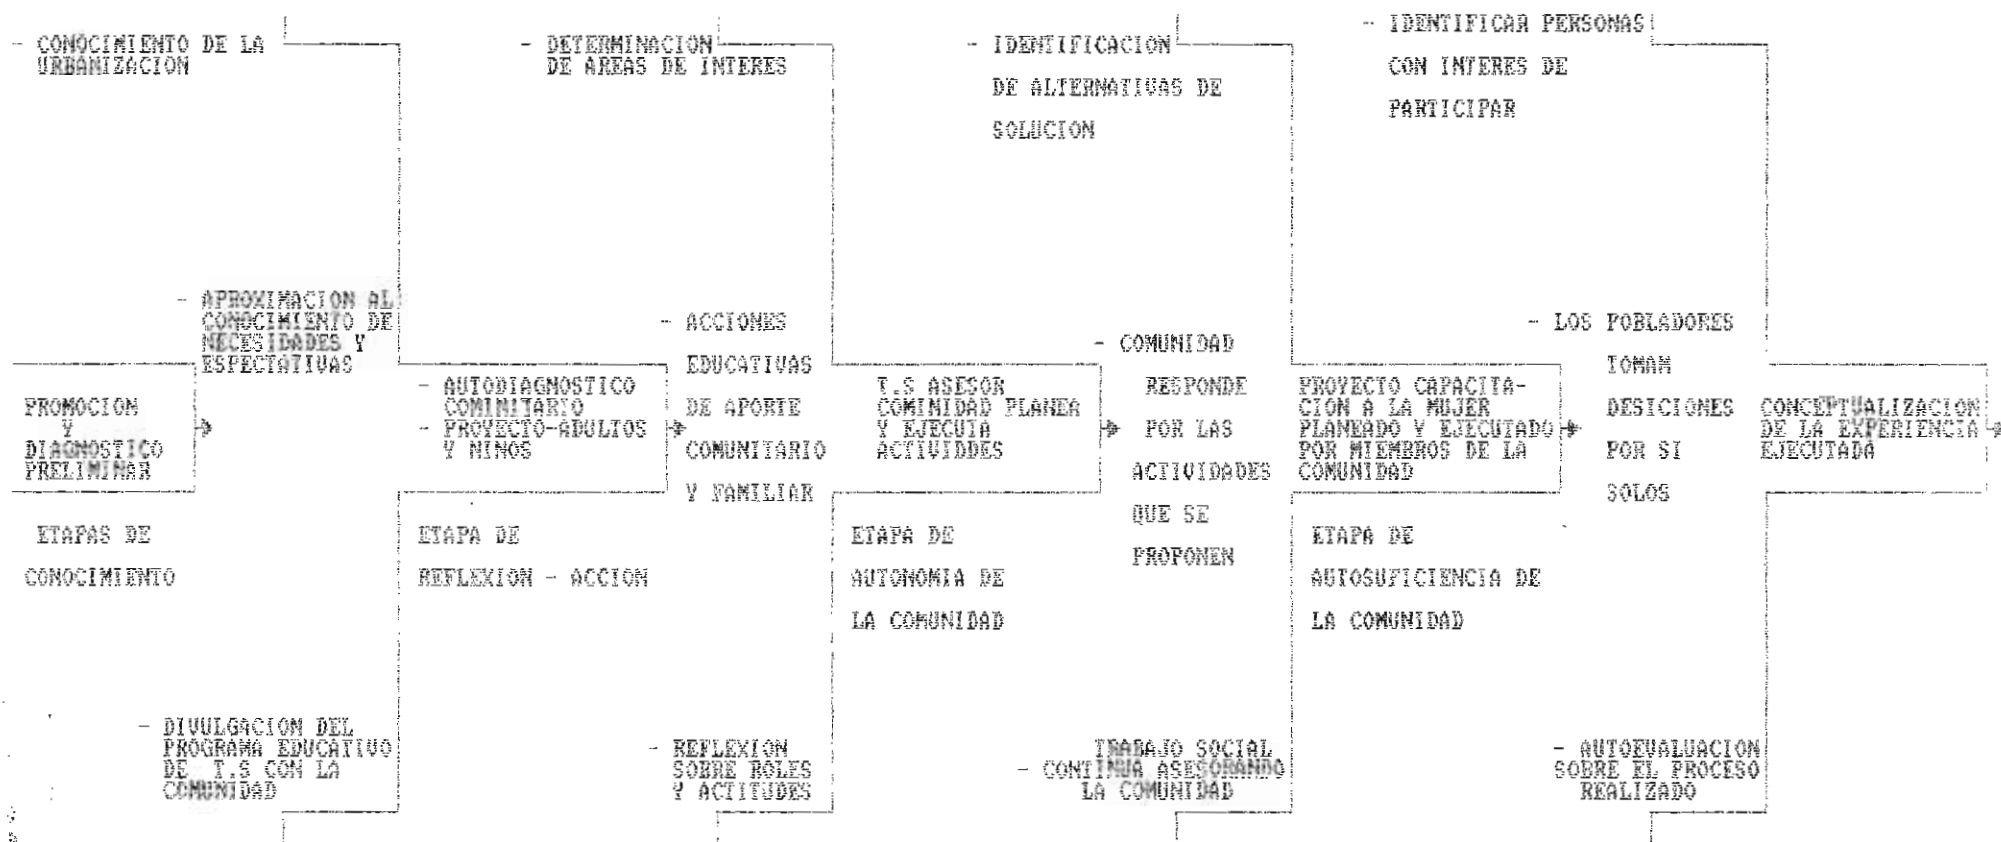 - CONOCIMIENTO DE LA
URBANIZACION
- DETERMINACION
DE AREAS DE INTERES
- IDENTIFICACION
DE ALTERNATIVAS DE
SOLUCION
- IDENTIFICAR PERSONAS
CON INTERES DE
PARTICIPAR
- APROXIMACION AL
CONOCIMIENTO DE
NECESIDADES Y
ESPECTATIVAS
- ACCIONES
EDUCATIVAS
DE APORTE
COMUNITARIO
Y FAMILIAR
- COMUNIDAD
RESPONDE
POR LAS
ACTIVIDADES
QUE SE
PROPONEN
- LOS POBLADORES
TOMAM
DESICIONES
POR SI
SOLOS
PROMOCION
Y
DIAGNOSTICO
PRELIMINAR
- AUTODIAGNOSTICO
COMINITARIO
- PROYECTO-ADULTOS
Y NINOS
T.S ASESOR
COMINIDAD PLANEA
Y EJECUTA
ACTIVIDDES
PROYECTO CAPACITA-
CION A LA MUJER
PLANEADO Y EJECUTADO
POR MIEMBROS DE LA
COMUNIDAD
CONCEPTUALIZACION
DE LA EXPERIENCIA
EJECUTADA
ETAPAS DE
CONOCIMIENTO
ETAPA DE
REFLEXION - ACCION
ETAPA DE
AUTONOMIA DE
LA COMUNIDAD
ETAPA DE
AUTOSUFICIENCIA DE
LA COMUNIDAD
- DIVULGACION DEL
PROGRAMA EDUCATIVO
DE T.S CON LA
COMUNIDAD
- REFLEXION
SOBRE ROLES
Y ACTITUDES
TRABAJO SOCIAL
- CONTINUA ASESORANDO
LA COMUNIDAD
- AUTOEVALUACION
SOBRE EL PROCESO
REALIZADO